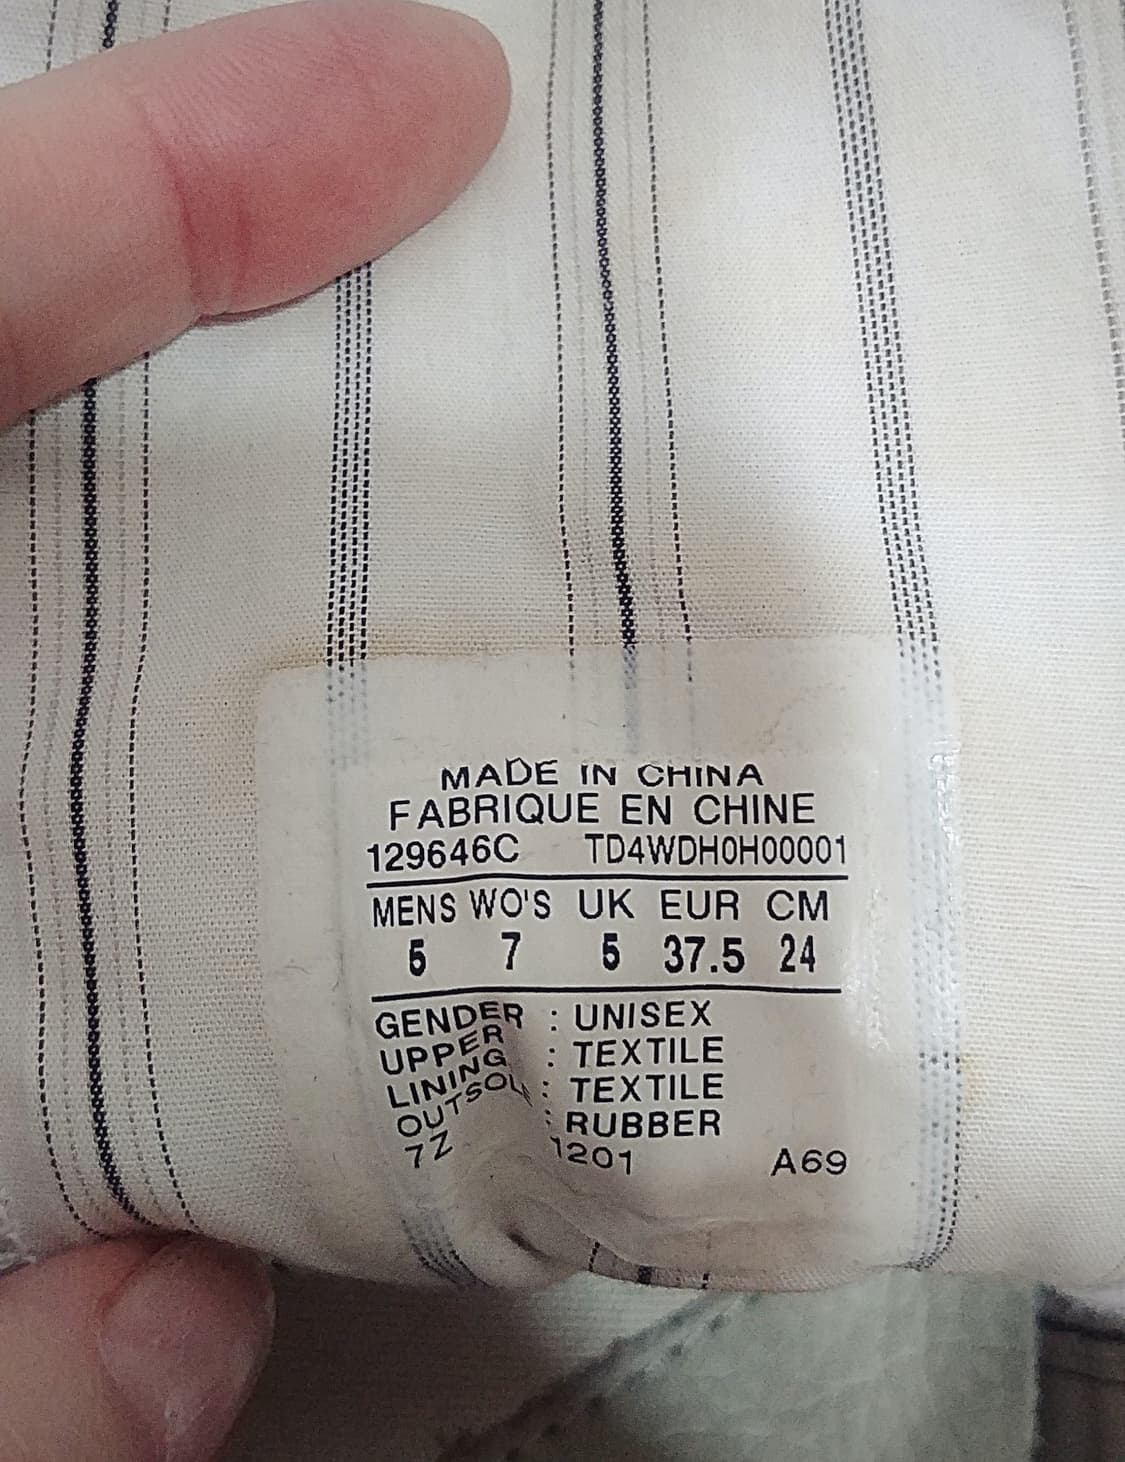 MADE IN CHINA
FABRIQUE EN CHINE
129646C TD4WDH0H00001
MENS WO'S UK EUR CM
5 7 5 37.5 24
GENDER : UNISEX
UPPER : TEXTILE
LINING : TEXTILE
OUTSOL : RUBBER
7Z 1201 A69